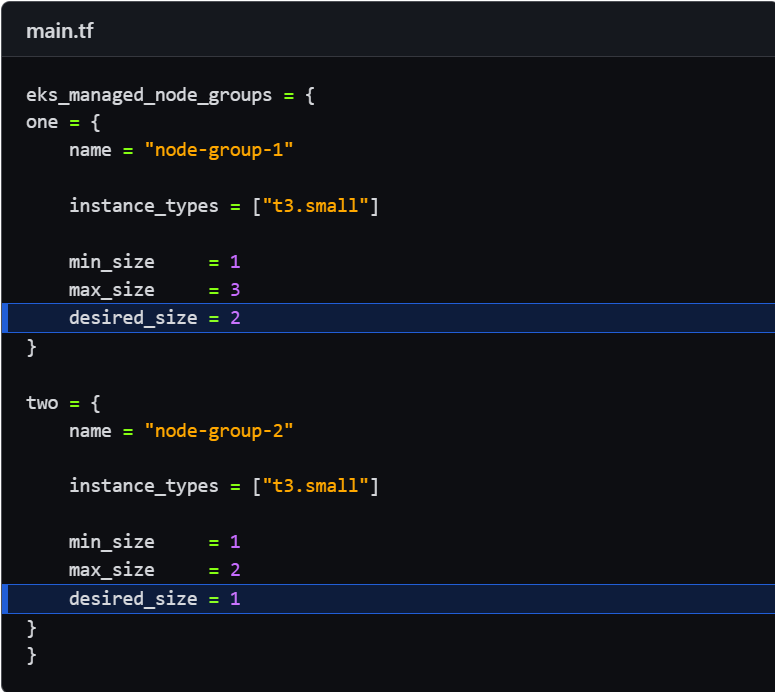 main.tf
eks_managed_node_groups = {
one = {
    name = "node-group-1"
    instance_types = ["t3.small"]
    min_size     = 1
    max_size     = 3
    desired_size = 2
}
two = {
    name = "node-group-2"
    instance_types = ["t3.small"]
    min_size     = 1
    max_size     = 2
    desired_size = 1
}
}